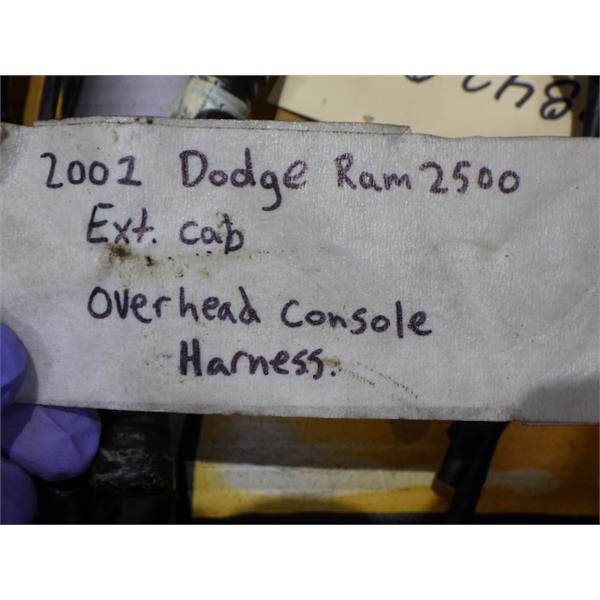 2002 Dodge Ram 2500
Ext. cab
Overhead Console
Harness.